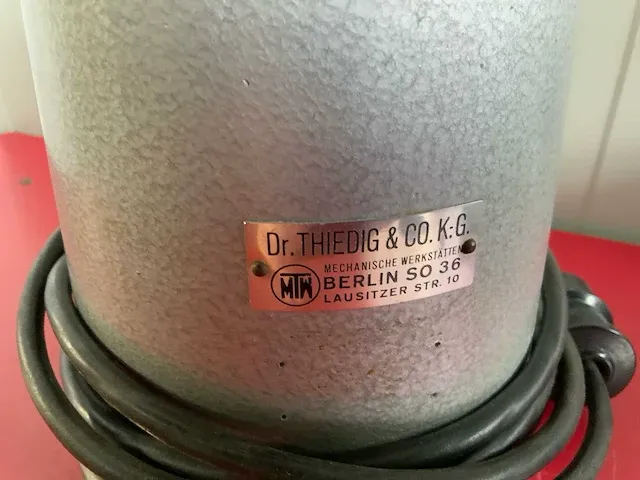 Dr. THIEDIG & CO. K.-G.
MECHANISCHE WERKSTÄTTEN
MTW
BERLIN SO 36
LAUSITZER STR. 10